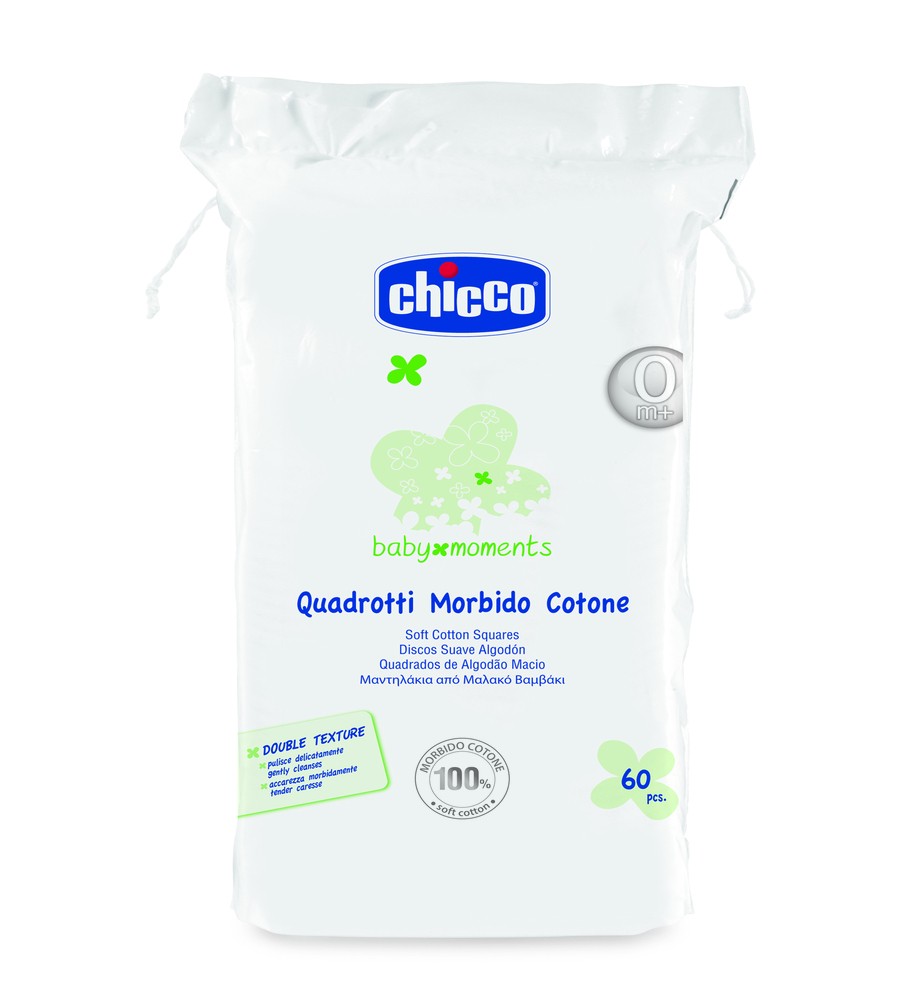 chicco
0
m+
baby moments
Quadrotti Morbido Cotone
Soft Cotton Squares
Discos Suave Algodón
Quadrados de Algodão Macio
Μαντηλάκια από Μαλακό Βαμβάκι
DOUBLE TEXTURE
pulisce delicatamente
gently cleanses
accarezza morbidamente
tender caresse
MORBIDO COTONE
100%
• soft cotton •
60
pcs.